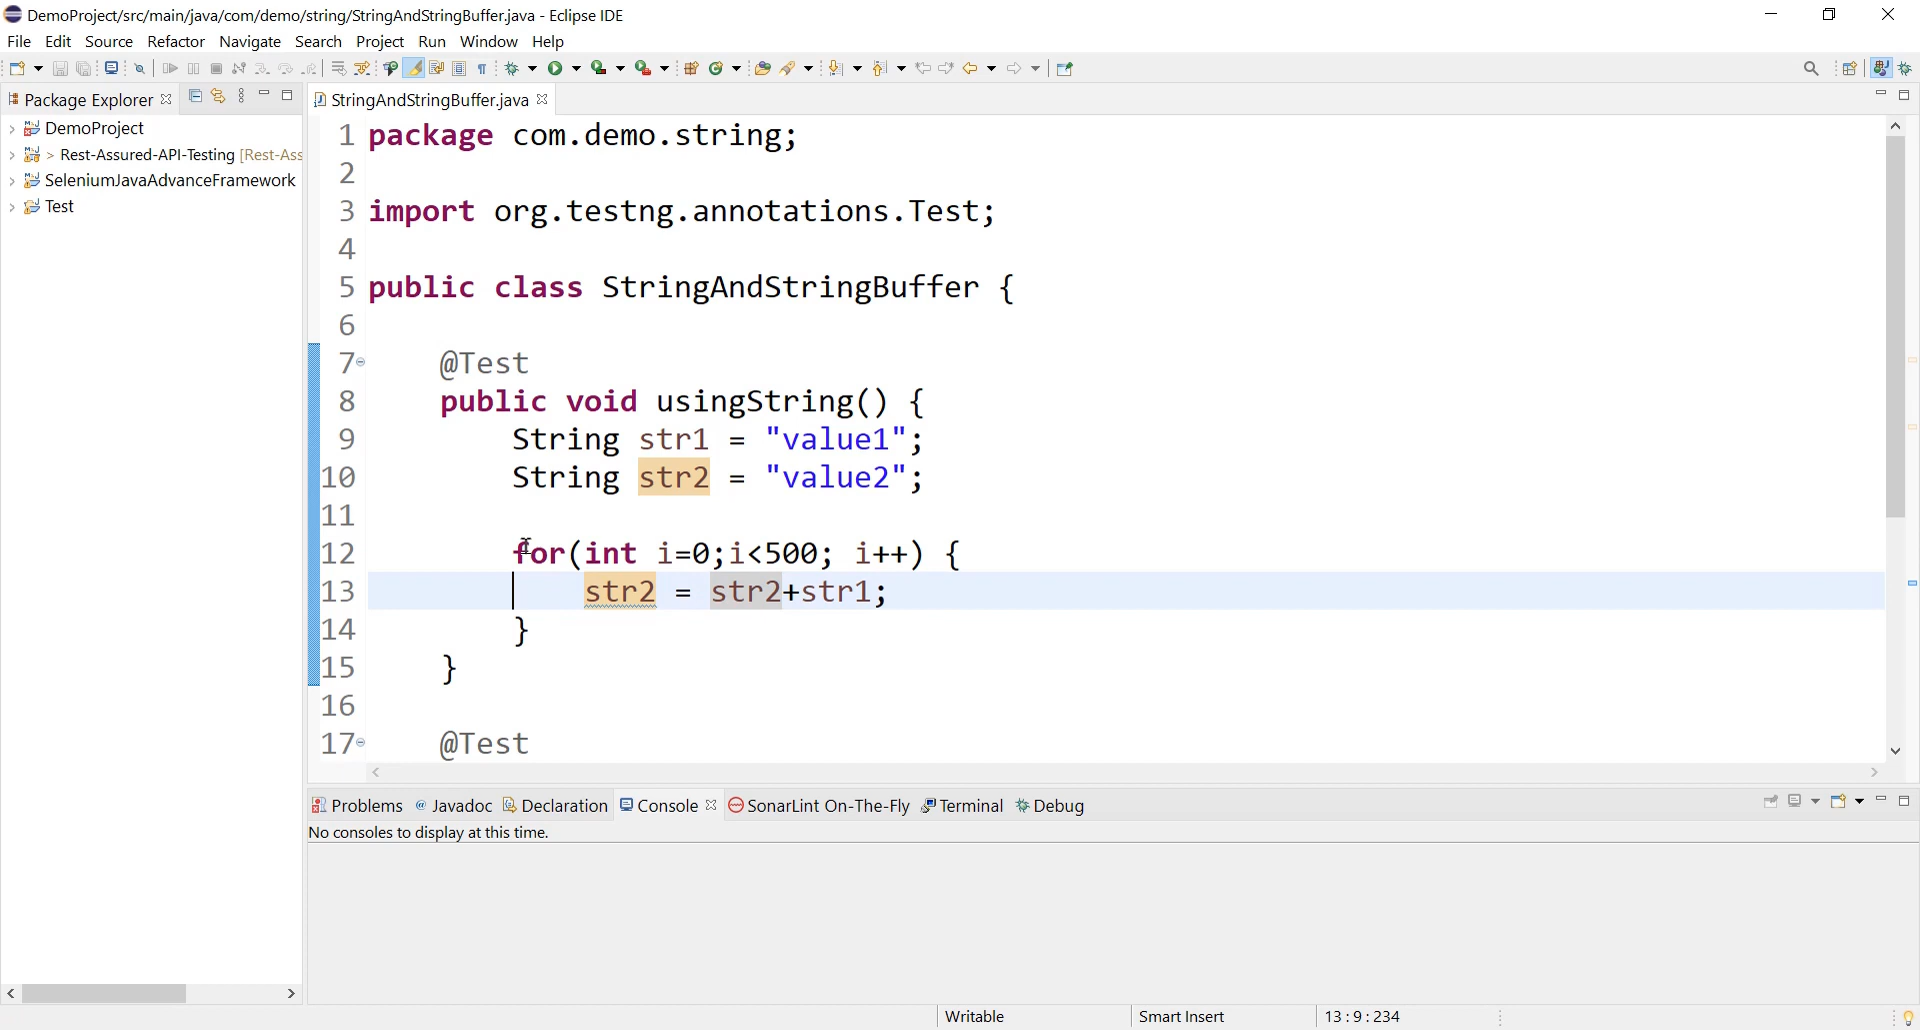 DemoProject/src/main/java/com/demo/string/StringAndStringBuffer.java - Eclipse IDE
File Edit Source Refactor Navigate Search Project Run Window Help
Package Explorer
StringAndStringBuffer.java
DemoProject
> Rest-Assured-API-Testing [Rest-Ass
SeleniumJavaAdvanceFramework
Test
1 package com.demo.string;
2
3 import org.testng.annotations.Test;
4
5 public class StringAndStringBuffer {
6
7 @Test
8 public void usingString() {
9 String str1 = "value1";
10 String str2 = "value2";
11
12 for(int i=0;i<500; i++) {
13 str2 = str2+str1;
14 }
15 }
16
17 @Test
Problems @ Javadoc Declaration Console SonarLint On-The-Fly Terminal Debug
No consoles to display at this time.
Writable Smart Insert 13 : 9 : 234